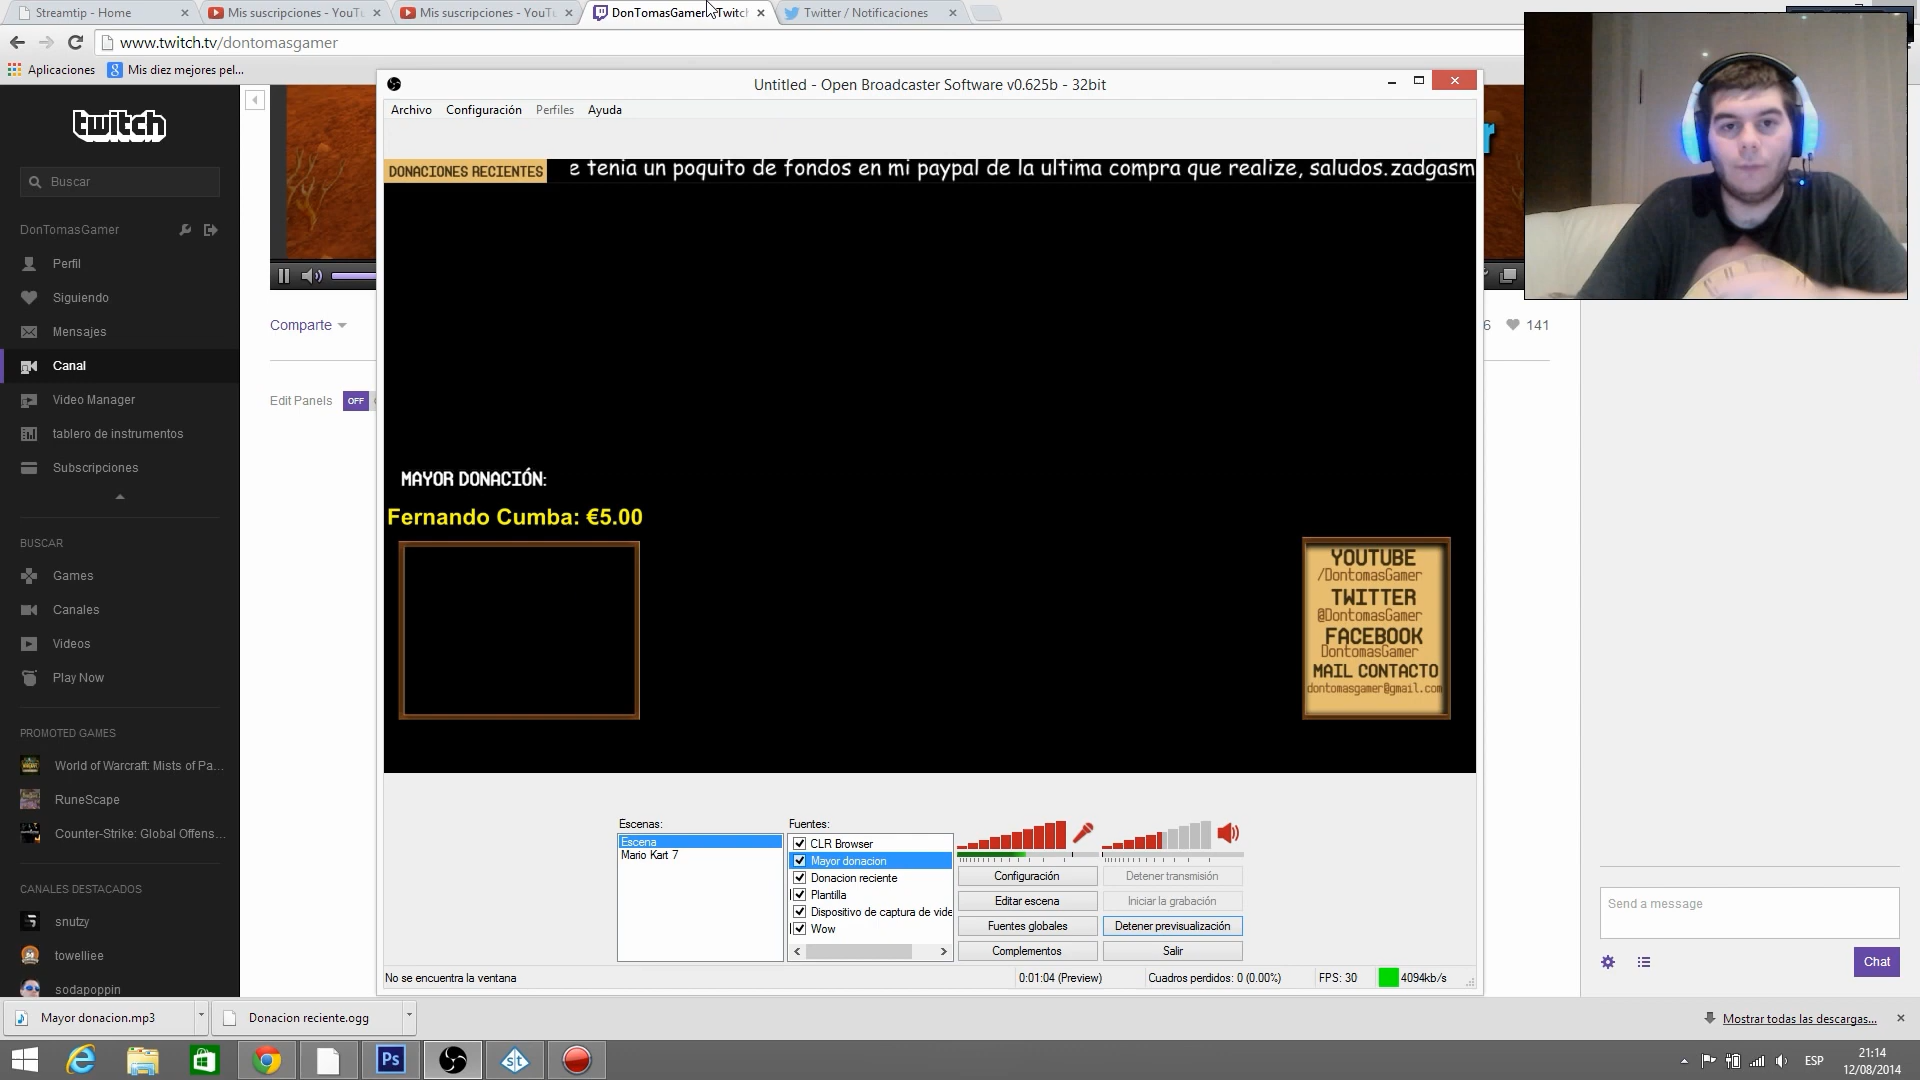 Streamtip - Home
Mis suscripciones - YouTu
Mis suscripciones - YouTu
DonTomasGamer - Twitch
Twitter / Notificaciones
www.twitch.tv/dontomasgamer
Aplicaciones
Mis diez mejores pel...
twitch
Buscar
DonTomasGamer
Perfil
Siguiendo
Mensajes
Canal
Video Manager
tablero de instrumentos
Subscripciones
BUSCAR
Games
Canales
Videos
Play Now
PROMOTED GAMES
World of Warcraft: Mists of Pa...
RuneScape
Counter-Strike: Global Offens...
CANALES DESTACADOS
snutzy
towelliee
sodapoppin
Comparte
Edit Panels
OFF
6
141
Untitled - Open Broadcaster Software v0.625b - 32bit
Archivo
Configuración
Perfiles
Ayuda
DONACIONES RECIENTES
e tenia un poquito de fondos en mi paypal de la ultima compra que realize, saludos.zadgasm
MAYOR DONACIÓN:
Fernando Cumba: €5.00
YOUTUBE
/DontomasGamer
TWITTER
@DontomasGamer
FACEBOOK
DontomasGamer
MAIL CONTACTO
dontomasgamer@gmail.com
Escenas:
Escena
Mario Kart 7
Fuentes:
CLR Browser
Mayor donacion
Donacion reciente
Plantilla
Dispositivo de captura de vide
Wow
Configuración
Detener transmisión
Editar escena
Iniciar la grabación
Fuentes globales
Detener previsualización
Complementos
Salir
No se encuentra la ventana
0:01:04 (Preview)
Cuadros perdidos: 0 (0.00%)
FPS: 30
4094kb/s
Send a message
Chat
Mayor donacion.mp3
Donacion reciente.ogg
Mostrar todas las descargas...
Ps
st
ESP
21:14
12/08/2014